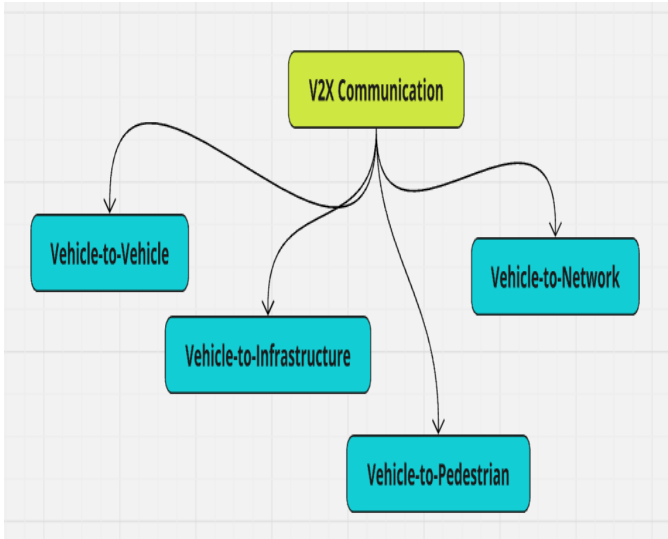 V2X Communication
Vehicle-to-Vehicle
Vehicle-to-Network
Vehicle-to-Infrastructure
Vehicle-to-Pedestrian